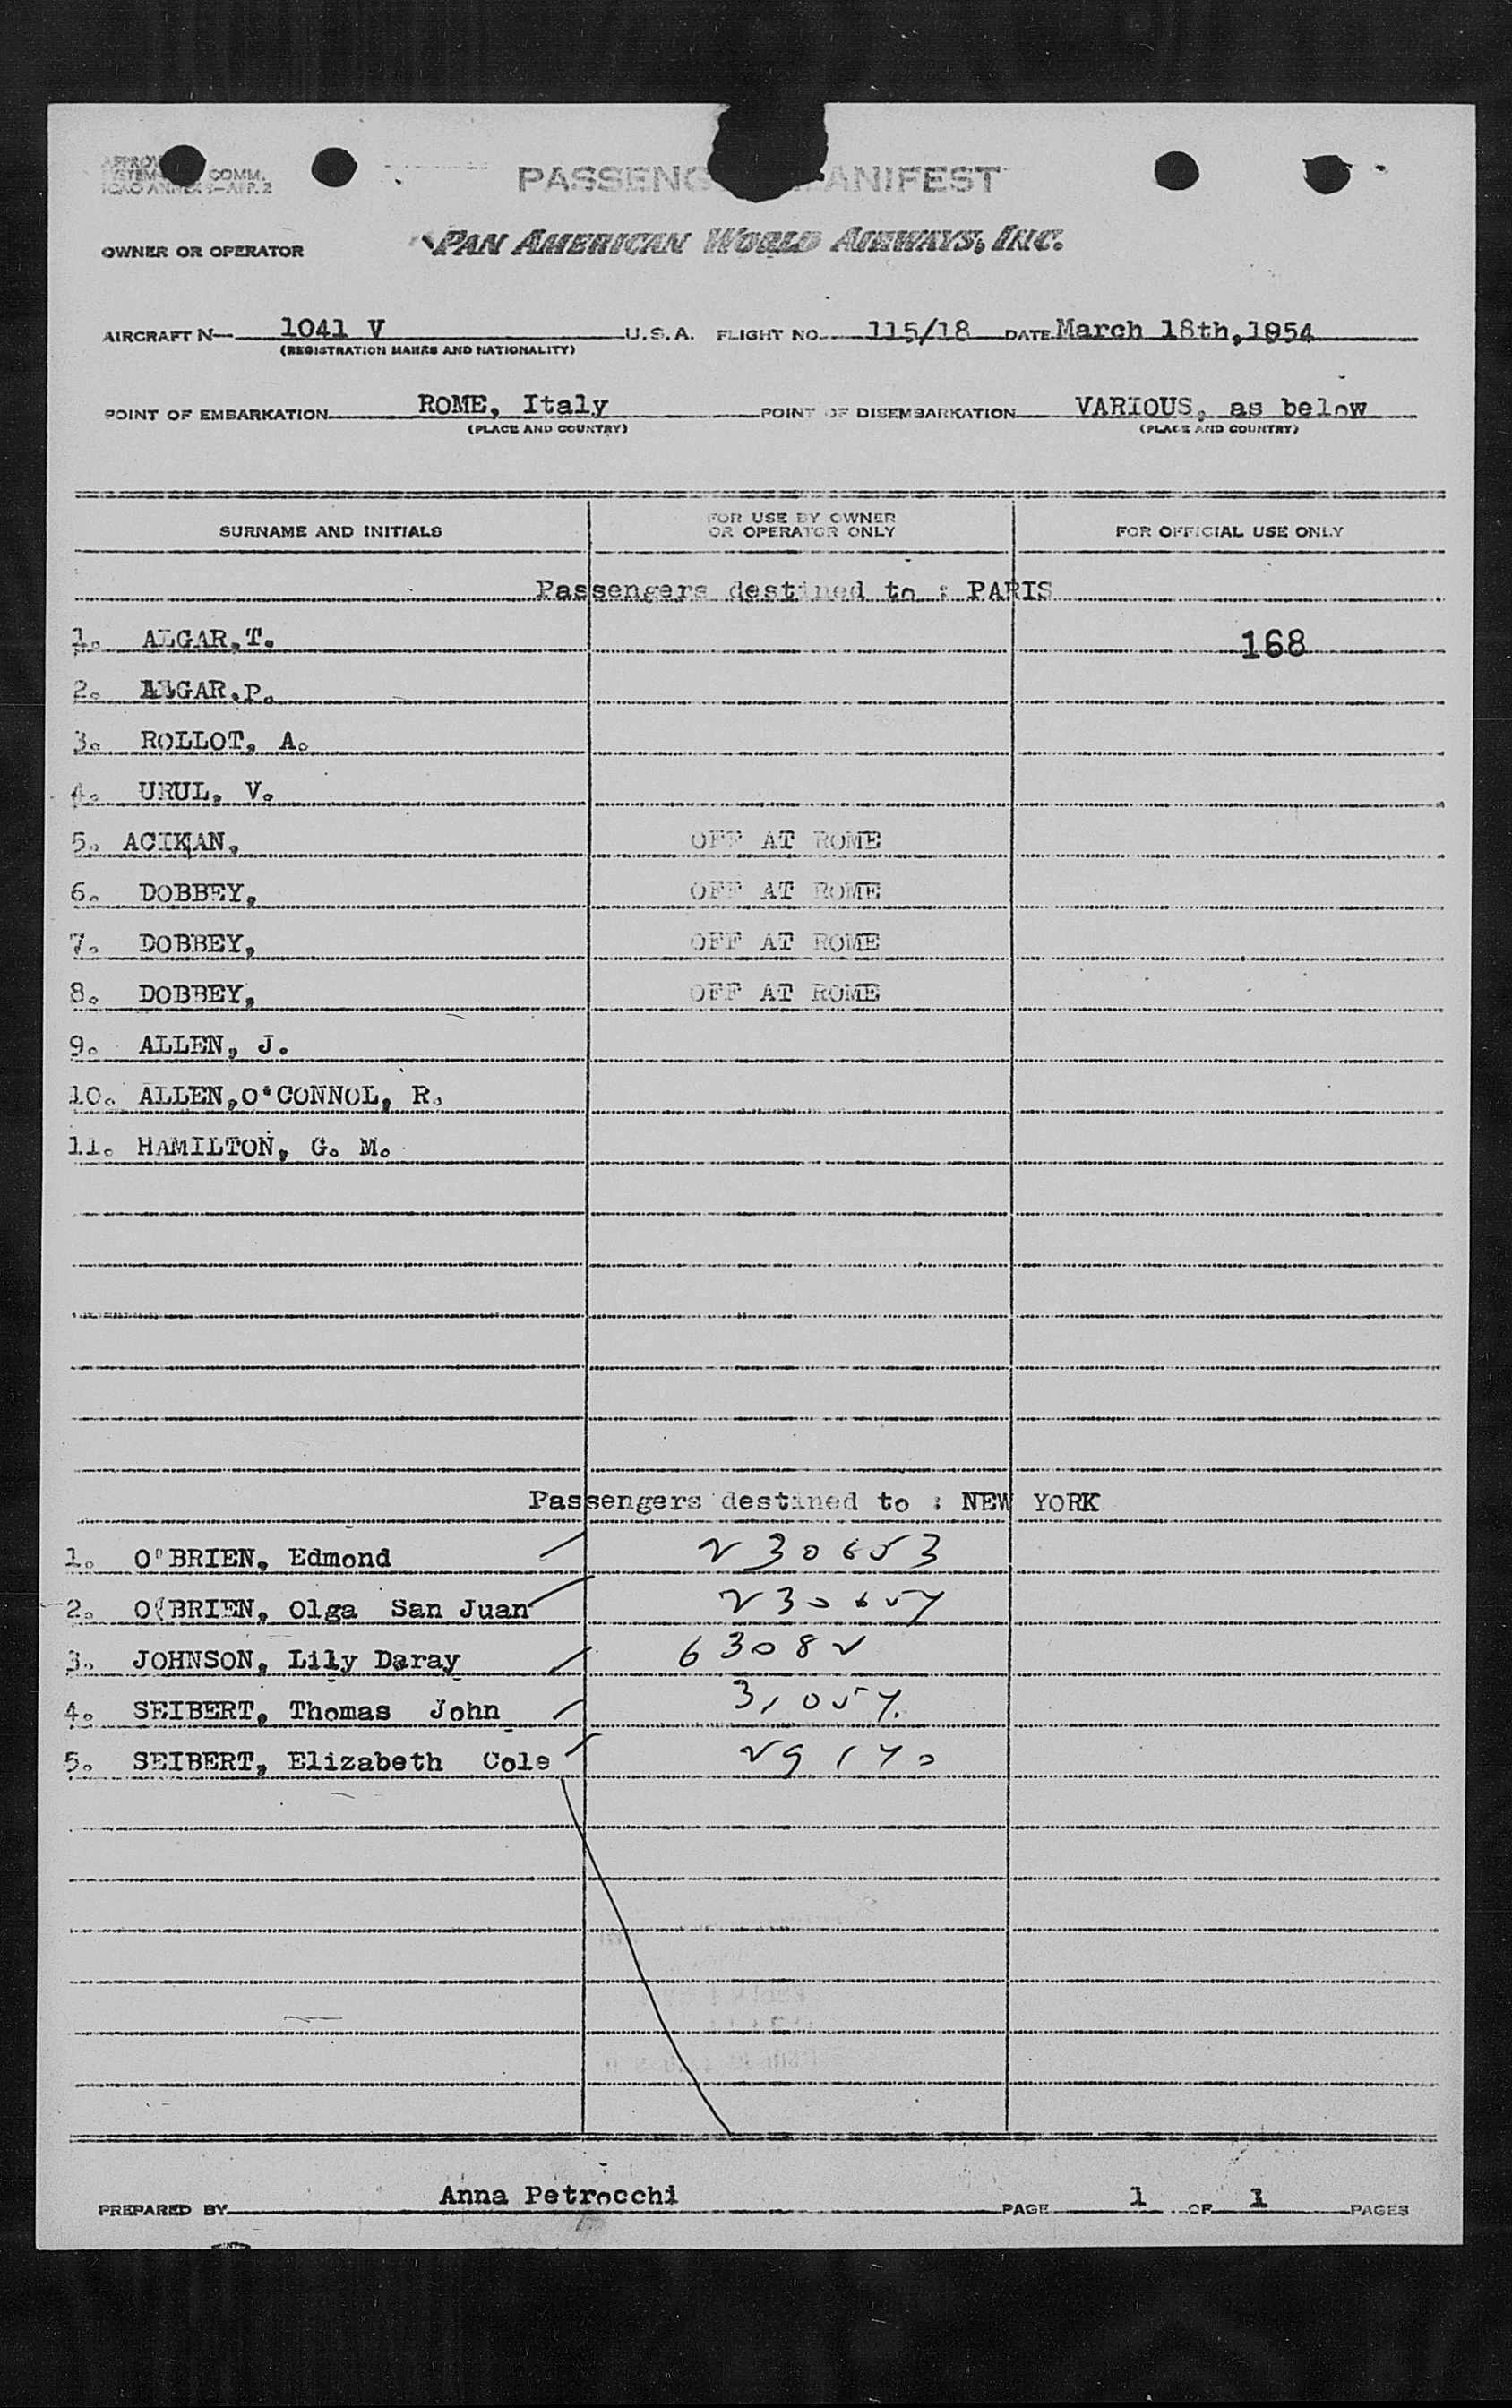 COMM.
PASSENG ANIFEST
OWNER OR OPERATOR PAN AMERICAN WORLD AIRWAYS, INC.
AIRCRAFT N— 1041 V U.S.A. FLIGHT NO. 115/18 DATE March 18th, 1954
(REGISTRATION MARKS AND NATIONALITY)
POINT OF EMBARKATION ROME, Italy POINT OF DISEMBARKATION VARIOUS, as below
(PLACE AND COUNTRY) (PLACE AND COUNTRY)
SURNAME AND INITIALS FOR USE BY OWNER OR OPERATOR ONLY FOR OFFICIAL USE ONLY
Passengers destined to : PARIS
1. ALGAR,T. 168
2. ALGAR,P.
3. ROLLOT, A.
4. URUL, V.
5. ACIKAN, OFF AT ROME
6. DOBBEY, OFF AT ROME
7. DOBBEY, OFF AT ROME
8. DOBBEY, OFF AT ROME
9. ALLEN, J.
10. ALLEN,O'CONNOL, R.
11. HAMILTON, G. M.
Passengers destined to : NEW YORK
1. O'BRIEN, Edmond 230653
2. O(BRIEN, Olga San Juan 230654
3. JOHNSON, Lily Daray 63082
4. SEIBERT, Thomas John
5. SEIBERT, Elizabeth Cole
PREPARED BY Anna Petrocchi PAGE 1 OF 1 PAGES